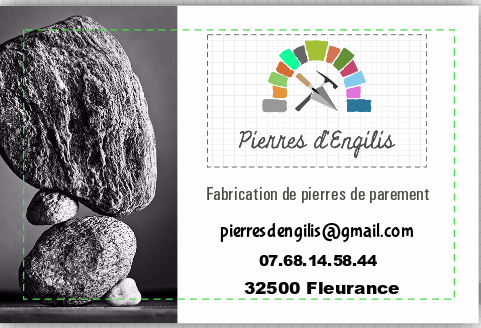 Pierres d'Engilis
Fabrication de pierres de parement
pierresdengilis@gmail.com
07.68.14.58.44
32500 Fleurance